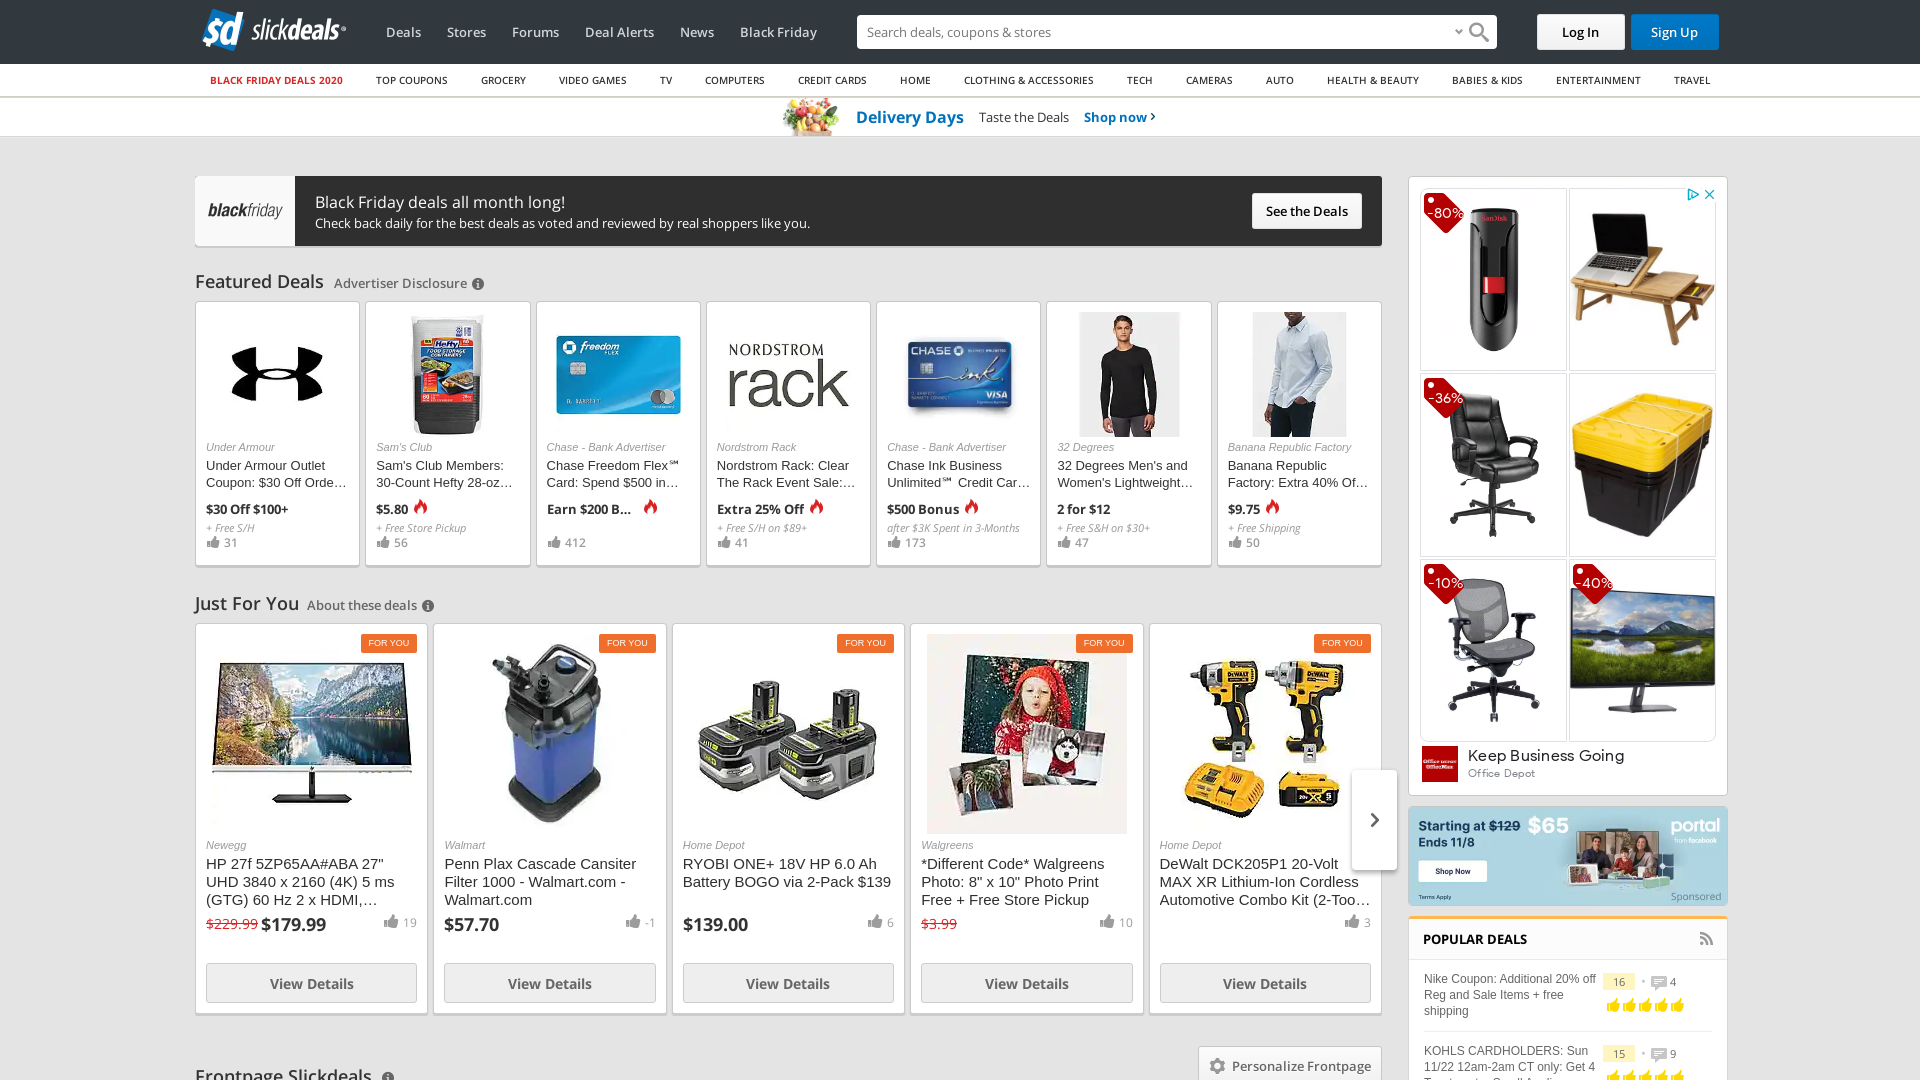 sd slickdeals
Deals
Stores
Forums
Deal Alerts
News
Black Friday
Search deals, coupons & stores
Log In
Sign Up
BLACK FRIDAY DEALS 2020
TOP COUPONS
GROCERY
VIDEO GAMES
TV
COMPUTERS
CREDIT CARDS
HOME
CLOTHING & ACCESSORIES
TECH
CAMERAS
AUTO
HEALTH & BEAUTY
BABIES & KIDS
ENTERTAINMENT
TRAVEL
Delivery Days Taste the Deals Shop now
blackfriday
Black Friday deals all month long!
Check back daily for the best deals as voted and reviewed by real shoppers like you.
See the Deals
Featured Deals Advertiser Disclosure
Under Armour
Under Armour Outlet
Coupon: $30 Off Orde…
$30 Off $100+
+ Free S/H
31
Hefty
FOOD STORAGE
CONTAINERS
Sam's Club
Sam's Club Members:
30-Count Hefty 28-oz…
$5.80
+ Free Store Pickup
56
freedom
FLEX
Chase - Bank Advertiser
Chase Freedom Flex℠
Card: Spend $500 in…
Earn $200 B…
412
NORDSTROM
rack
Nordstrom Rack
Nordstrom Rack: Clear
The Rack Event Sale:…
Extra 25% Off
+ Free S/H on $89+
41
CHASE
ink
VISA
Chase - Bank Advertiser
Chase Ink Business
Unlimited℠ Credit Car…
$500 Bonus
after $3K Spent in 3-Months
173
32 Degrees
32 Degrees Men's and
Women's Lightweight…
2 for $12
+ Free S&H on $30+
47
Banana Republic Factory
Banana Republic
Factory: Extra 40% Of…
$9.75
+ Free Shipping
50
Just For You About these deals
FOR YOU
Newegg
HP 27f 5ZP65AA#ABA 27"
UHD 3840 x 2160 (4K) 5 ms
(GTG) 60 Hz 2 x HDMI,…
$229.99 $179.99
19
View Details
FOR YOU
Walmart
Penn Plax Cascade Cansiter
Filter 1000 - Walmart.com -
Walmart.com
$57.70
-1
View Details
FOR YOU
Home Depot
RYOBI ONE+ 18V HP 6.0 Ah
Battery BOGO via 2-Pack $139
$139.00
6
View Details
FOR YOU
Walgreens
*Different Code* Walgreens
Photo: 8" x 10" Photo Print
Free + Free Store Pickup
$3.99
10
View Details
FOR YOU
DEWALT
DEWALT
Home Depot
DeWalt DCK205P1 20-Volt
MAX XR Lithium-Ion Cordless
Automotive Combo Kit (2-Too…
3
View Details
Frontpage Slickdeals
Personalize Frontpage
-80%
SanDisk
-36%
-10%
-40%
Office DEPOT
OfficeMax
Keep Business Going
Office Depot
Starting at $129 $65
Ends 11/8
Shop Now
Terms Apply
portal
from facebook
Sponsored
POPULAR DEALS
Nike Coupon: Additional 20% off
Reg and Sale Items + free
shipping
16 • 4
KOHLS CARDHOLDERS: Sun
11/22 12am-2am CT only: Get 4
15 • 9